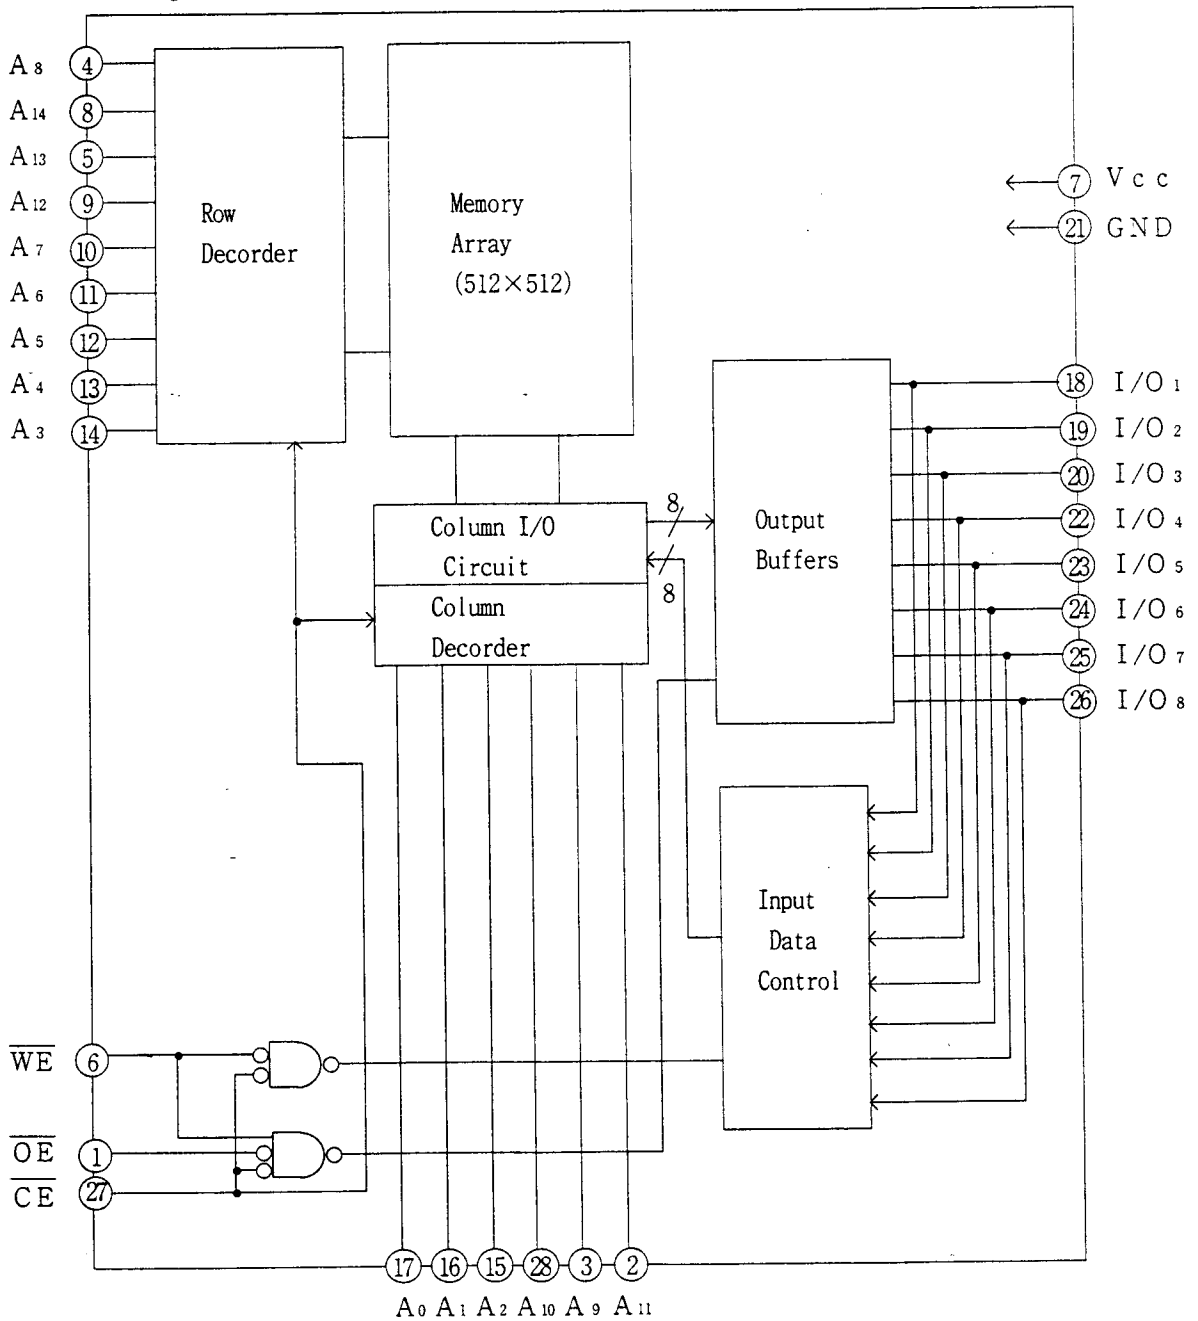 A8 4
A14 8
A13 5
A12 9
A7 10
A6 11
A5 12
A4 13
A3 14
Row
Decorder
Memory
Array
(512×512)
7 Vcc
21 GND
Column I/O
Circuit
Column
Decorder
8
8
Output
Buffers
18 I/O1
19 I/O2
20 I/O3
22 I/O4
23 I/O5
24 I/O6
25 I/O7
26 I/O8
Input
Data
Control
W̅E̅ 6
O̅E̅ 1
C̅E̅ 27
17 16 15 28 3 2
A0 A1 A2 A10 A9 A11